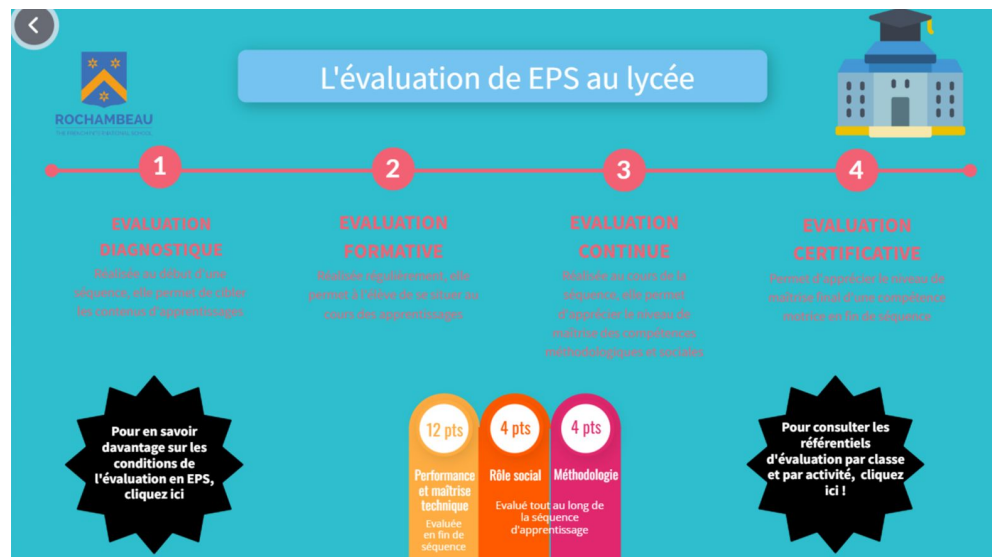 L'évaluation de EPS au lycée
ROCHAMBEAU
1
2
3
4
EVALUATION
DIAGNOSTIQUE
Réalisée au début d'une
séquence, elle permet de cibler
les contenus d'apprentissages
EVALUATION
FORMATIVE
Réalisée régulièrement, elle
permet à l'élève de se situer au
cours des apprentissages
EVALUATION
CONTINUE
Réalisée au cours de la
séquence, elle permet
d'apprécier le niveau de
maîtrise des compétences
méthodologiques et sociales
EVALUATION
CERTIFICATIVE
Permet d'apprécier le niveau de
maîtrise final d'une compétence
motrice en fin de séquence
Pour en savoir
davantage sur les
conditions de
l'évaluation en EPS,
cliquez ici
12 pts
Performance
et maîtrise
technique
Evaluée
en fin de
séquence
4 pts
Rôle social
4 pts
Méthodologie
Evalué tout au long de
la séquence
d'apprentissage
Pour consulter les
référentiels
d'évaluation par classe
et par activité, cliquez
ici !